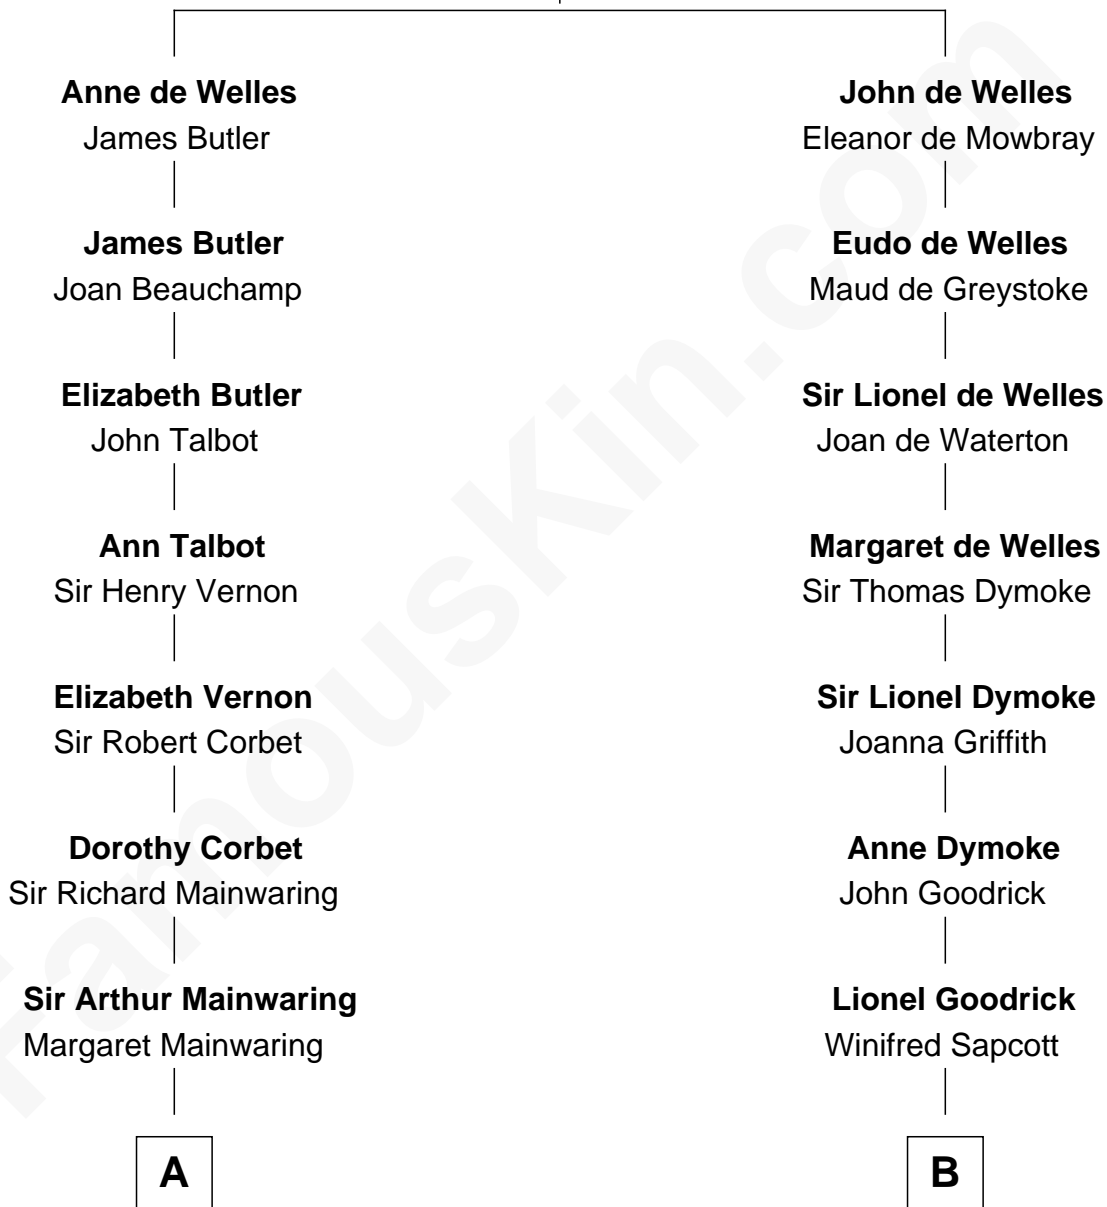 Anne de Welles
James Butler
James Butler
Joan Beauchamp
Elizabeth Butler
John Talbot
Ann Talbot
Sir Henry Vernon
Elizabeth Vernon
Sir Robert Corbet
Dorothy Corbet
Sir Richard Mainwaring
Sir Arthur Mainwaring
Margaret Mainwaring
A
John de Welles
Eleanor de Mowbray
Eudo de Welles
Maud de Greystoke
Sir Lionel de Welles
Joan de Waterton
Margaret de Welles
Sir Thomas Dymoke
Sir Lionel Dymoke
Joanna Griffith
Anne Dymoke
John Goodrick
Lionel Goodrick
Winifred Sapcott
B
FamousKin.com